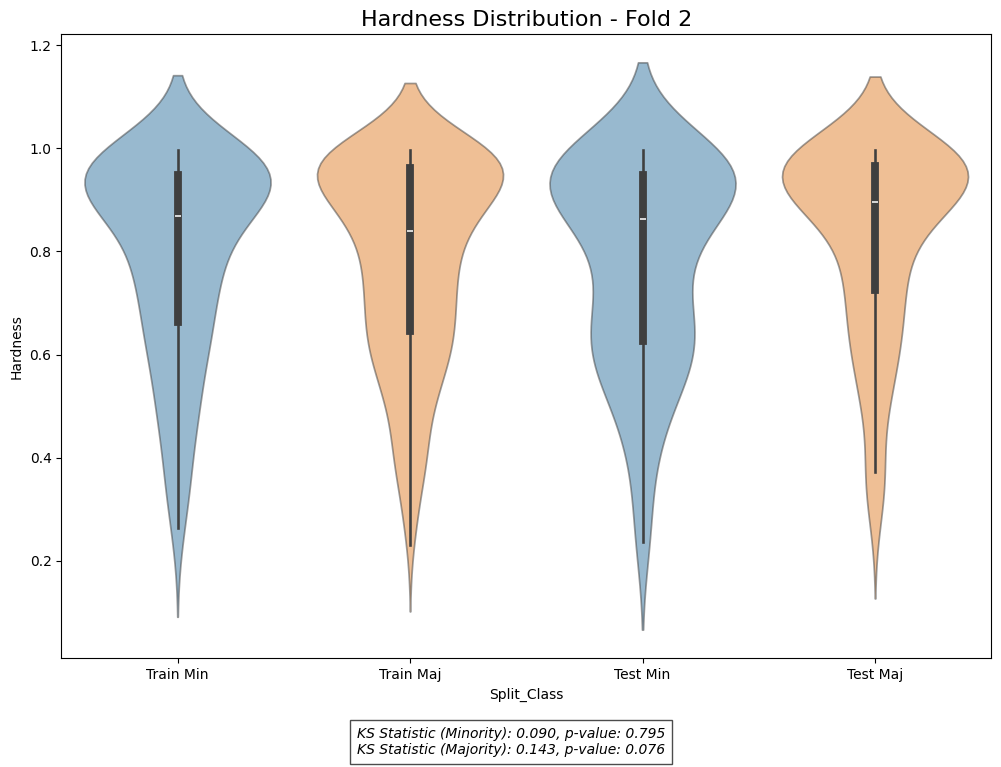 Hardness Distribution - Fold 2
1.2
1.0
0.8
0.6
0.4
0.2
Hardness
Train Min
Train Maj
Test Min
Test Maj
Split_Class
KS Statistic (Minority): 0.090, p-value: 0.795
KS Statistic (Majority): 0.143, p-value: 0.076